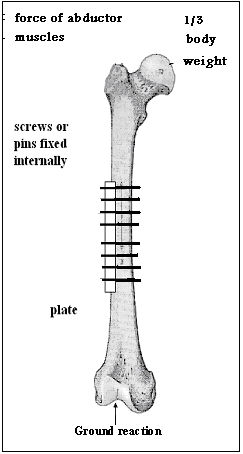 force of abductor
muscles
1/3
body
weight
screws or
pins fixed
internally
plate
Ground reaction